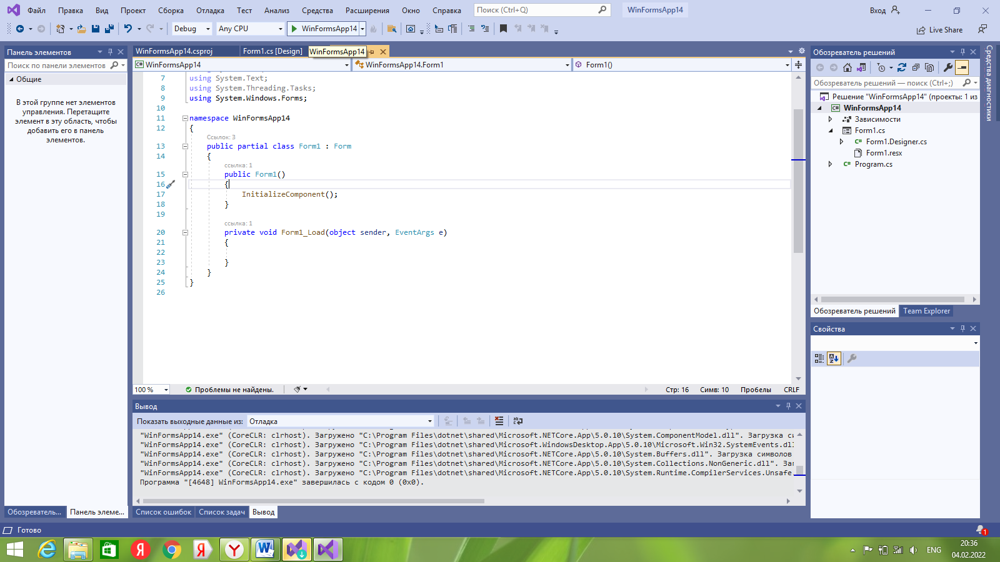 Файл Правка Вид Проект Сборка Отладка Тест Анализ Средства Расширения Окно Справка Поиск (Ctrl+Q) WinFormsApp14 Вход
Debug Any CPU WinFormsApp14 Live Share
Панель элементов
Поиск по панели элементов
Общие
В этой группе нет элементов
управления. Перетащите
элемент в эту область, чтобы
добавить его в панель
элементов.
Обозреватель... Панель элеме...
WinFormsApp14.csproj Form1.cs [Design] WinFormsApp14
C# WinFormsApp14 WinFormsApp14.Form1 Form1()
7 using System.Text;
8 using System.Threading.Tasks;
9 using System.Windows.Forms;
10
11 namespace WinFormsApp14
12 {
Ссылок: 3
13 public partial class Form1 : Form
14 {
ссылка: 1
15 public Form1()
16 {
17 InitializeComponent();
18 }
19
ссылка: 1
20 private void Form1_Load(object sender, EventArgs e)
21 {
22
23 }
24 }
25 }
26
100 % Проблемы не найдены. Стр: 16 Симв: 10 Пробелы CRLF
Вывод
Показать выходные данные из: Отладка
"WinFormsApp14.exe" (CoreCLR: clrhost). Загружено "C:\Program Files\dotnet\shared\Microsoft.NETCore.App\5.0.10\System.ComponentModel.dll". Загрузка си
"WinFormsApp14.exe" (CoreCLR: clrhost). Загружено "C:\Program Files\dotnet\shared\Microsoft.WindowsDesktop.App\5.0.10\Microsoft.Win32.SystemEvents.dll
"WinFormsApp14.exe" (CoreCLR: clrhost). Загружено "C:\Program Files\dotnet\shared\Microsoft.NETCore.App\5.0.10\System.Buffers.dll". Загрузка символов
"WinFormsApp14.exe" (CoreCLR: clrhost). Загружено "C:\Program Files\dotnet\shared\Microsoft.NETCore.App\5.0.10\System.Collections.NonGeneric.dll". Заг
"WinFormsApp14.exe" (CoreCLR: clrhost). Загружено "C:\Program Files\dotnet\shared\Microsoft.NETCore.App\5.0.10\System.Runtime.CompilerServices.Unsafe.
Программа "[4648] WinFormsApp14.exe" завершилась с кодом 0 (0x0).
Список ошибок Список задач Вывод
Обозреватель решений
Обозреватель решений — поиск (Ctrl+;)
Решение "WinFormsApp14" (проекты: 1 из
C# WinFormsApp14
Зависимости
Form1.cs
C# Form1.Designer.cs
Form1.resx
C# Program.cs
Обозреватель решений Team Explorer
Свойства
Средства диагностики
Готово
1
ENG
20:36
04.02.2022